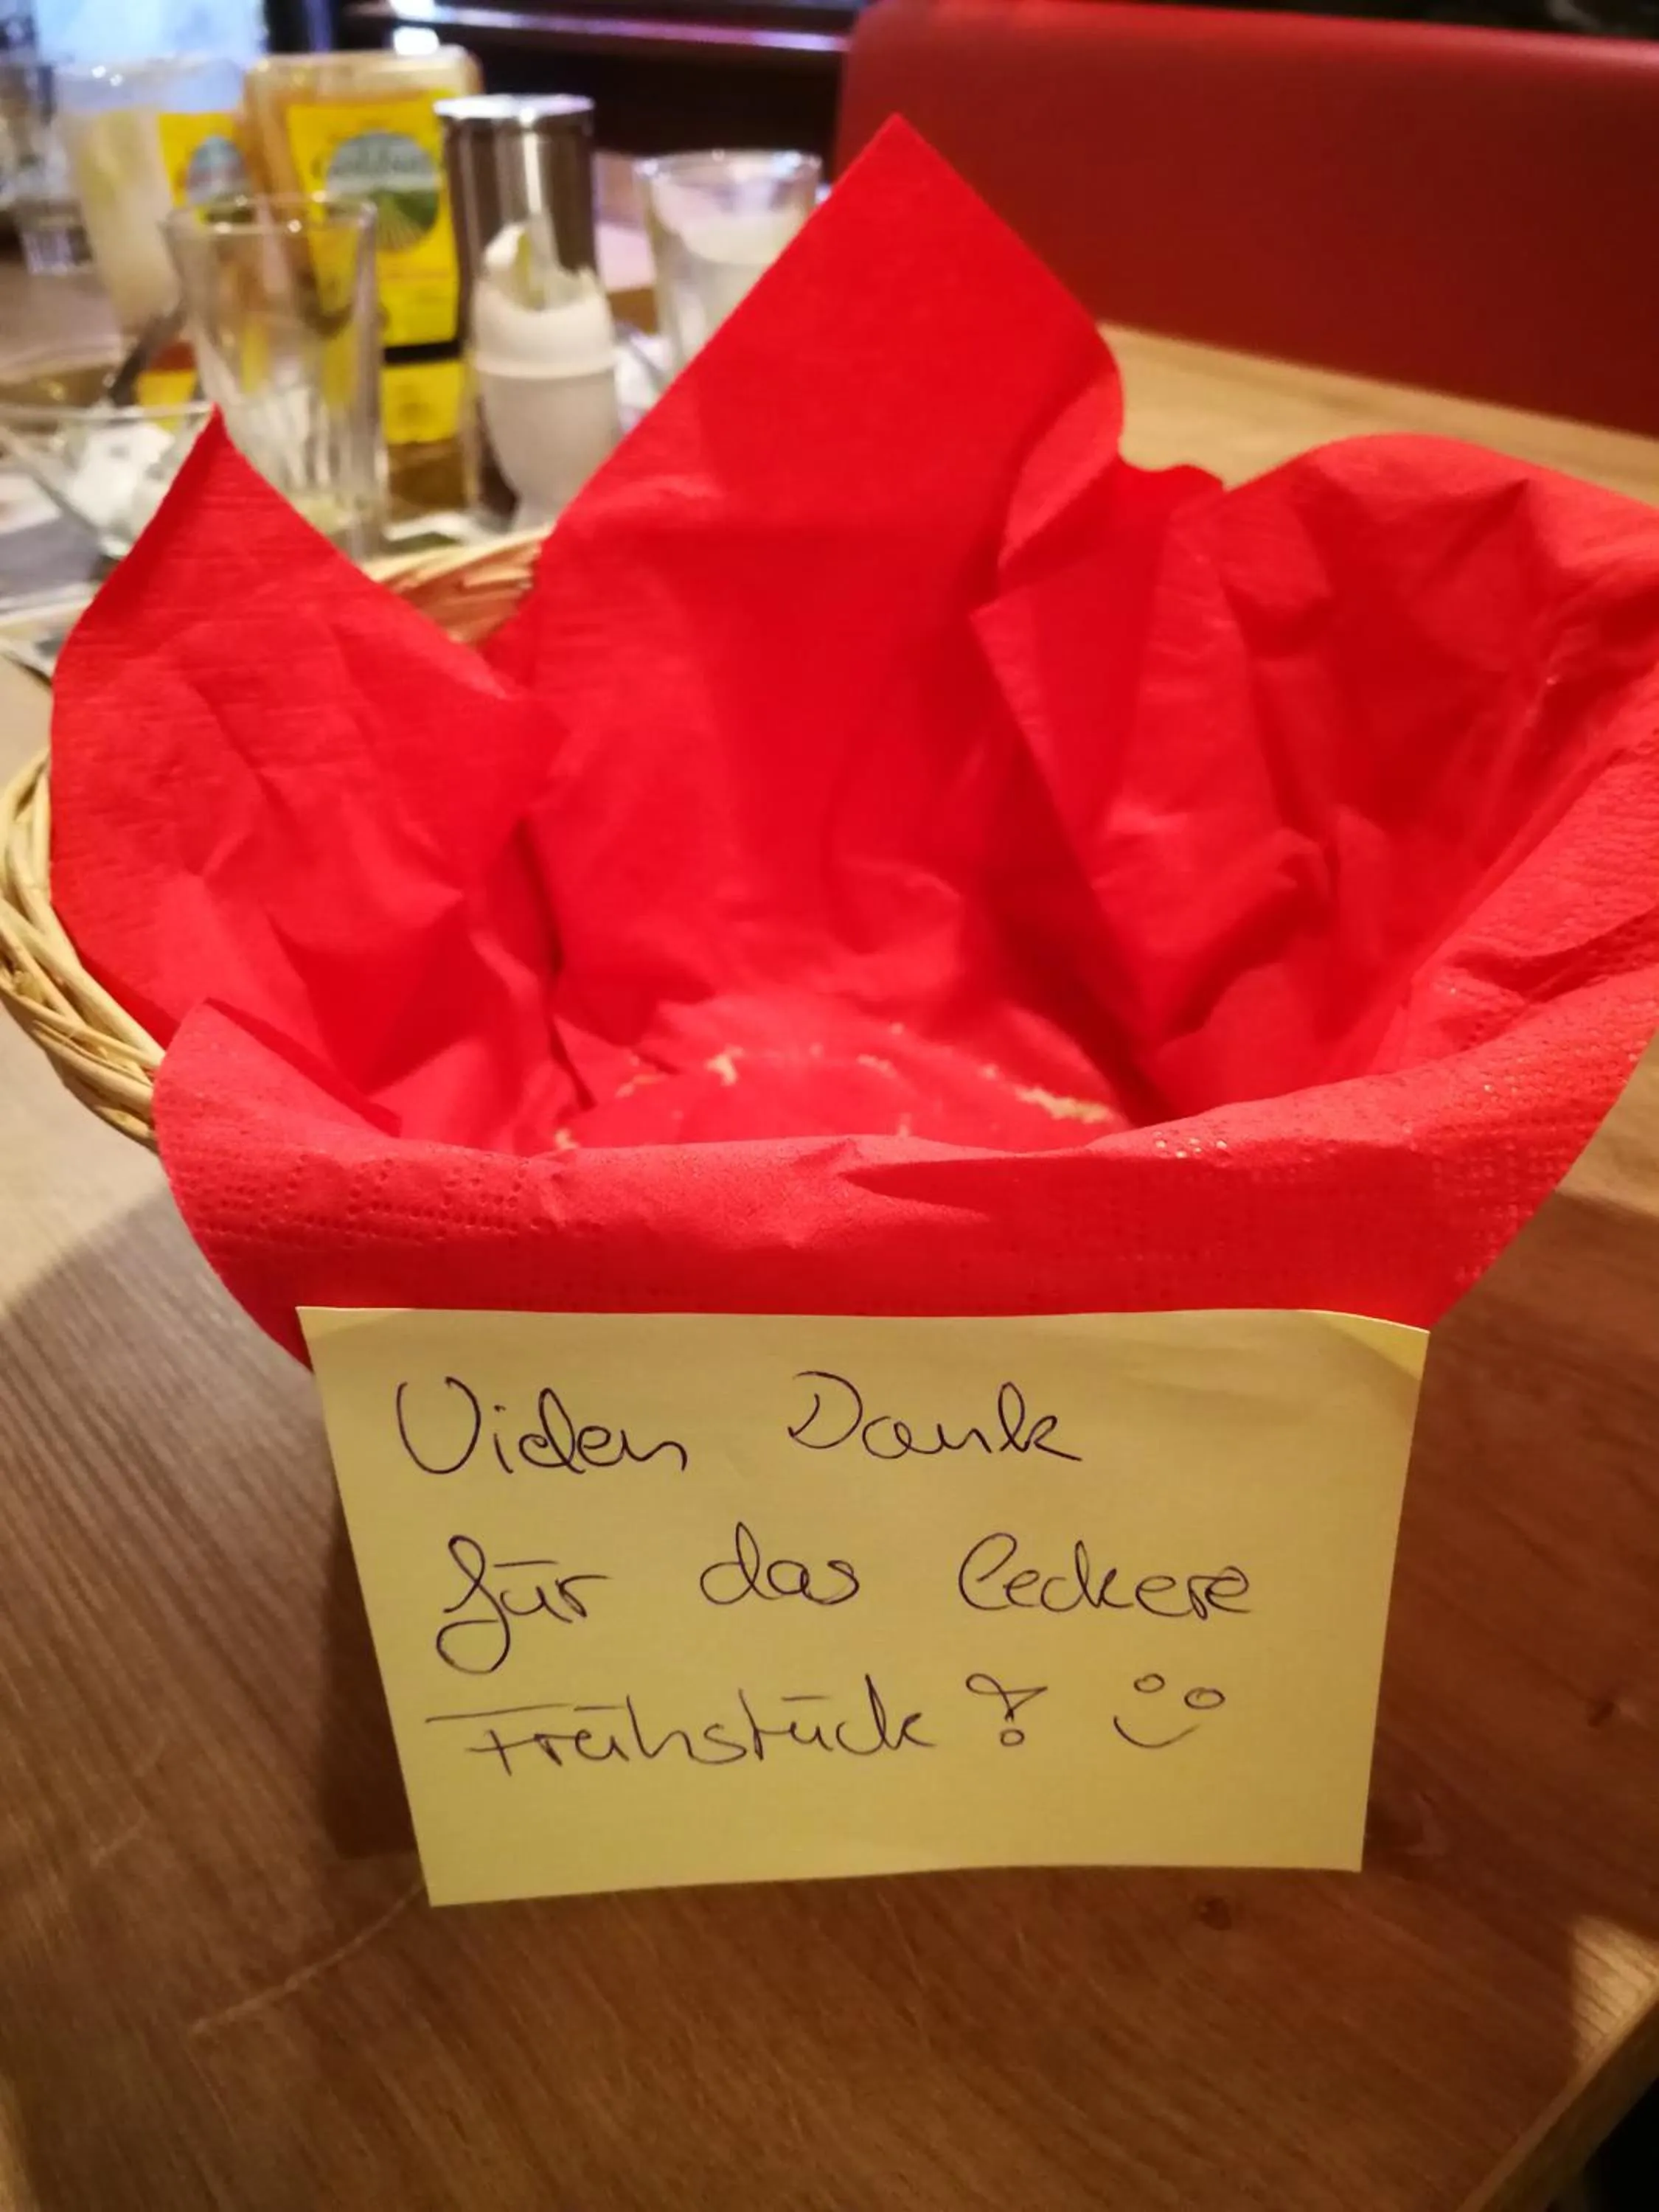 Vielen Dank
für das leckere
Frühstück!